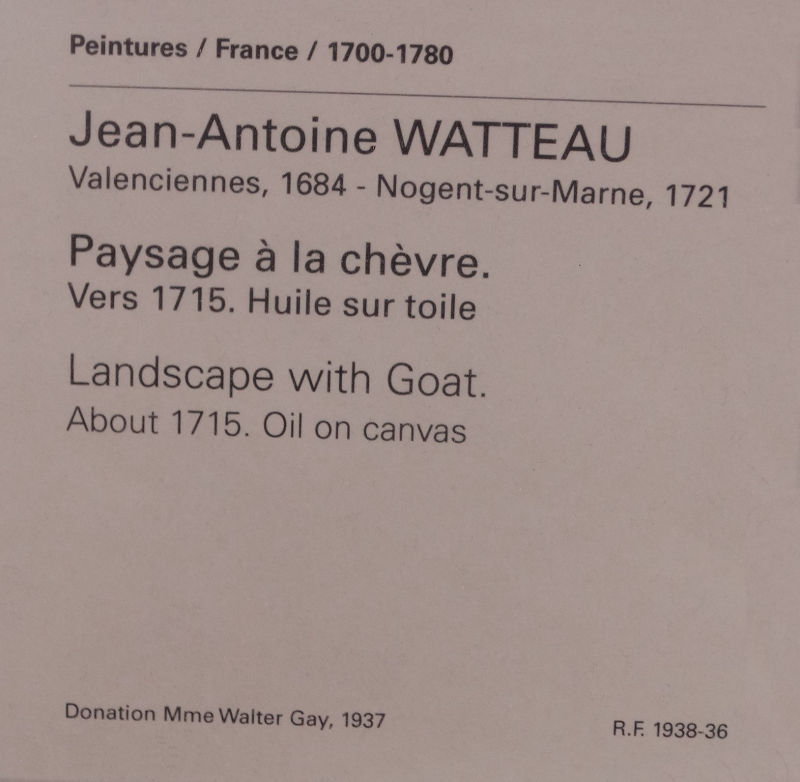 Peintures / France / 1700-1780
Jean-Antoine WATTEAU
Valenciennes, 1684 - Nogent-sur-Marne, 1721
Paysage à la chèvre.
Vers 1715. Huile sur toile
Landscape with Goat.
About 1715. Oil on canvas
Donation Mme Walter Gay, 1937
R.F. 1938-36